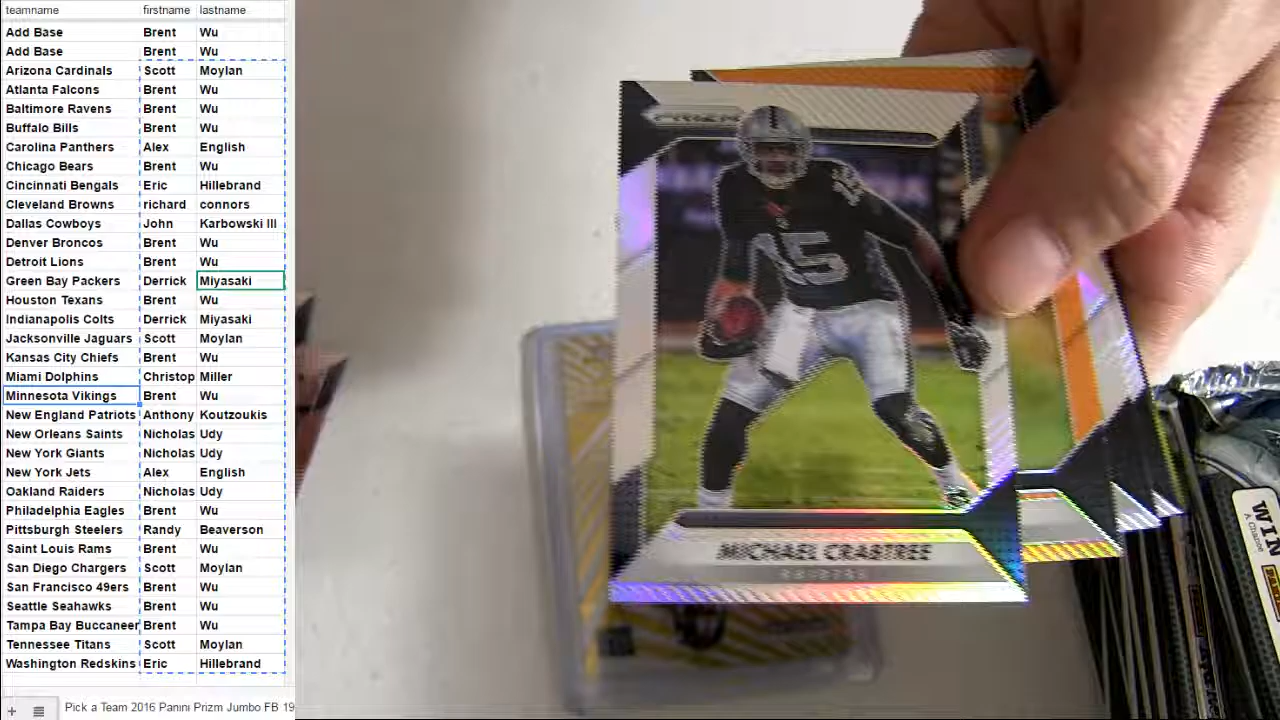 teamname firstname lastname
Add Base Brent Wu
Add Base Brent Wu
Arizona Cardinals Scott Moylan
Atlanta Falcons Brent Wu
Baltimore Ravens Brent Wu
Buffalo Bills Brent Wu
Carolina Panthers Alex English
Chicago Bears Brent Wu
Cincinnati Bengals Eric Hillebrand
Cleveland Browns richard connors
Dallas Cowboys John Karbowski III
Denver Broncos Brent Wu
Detroit Lions Brent Wu
Green Bay Packers Derrick Miyasaki
Houston Texans Brent Wu
Indianapolis Colts Derrick Miyasaki
Jacksonville Jaguars Scott Moylan
Kansas City Chiefs Brent Wu
Miami Dolphins Christop Miller
Minnesota Vikings Brent Wu
New England Patriots Anthony Koutzoukis
New Orleans Saints Nicholas Udy
New York Giants Nicholas Udy
New York Jets Alex English
Oakland Raiders Nicholas Udy
Philadelphia Eagles Brent Wu
Pittsburgh Steelers Randy Beaverson
Saint Louis Rams Brent Wu
San Diego Chargers Scott Moylan
San Francisco 49ers Brent Wu
Seattle Seahawks Brent Wu
Tampa Bay Buccaneer Brent Wu
Tennessee Titans Scott Moylan
Washington Redskins Eric Hillebrand
Pick a Team 2016 Panini Prizm Jumbo FB 19
PRIZM
15
15
MICHAEL CRABTREE
WIN
A Chance